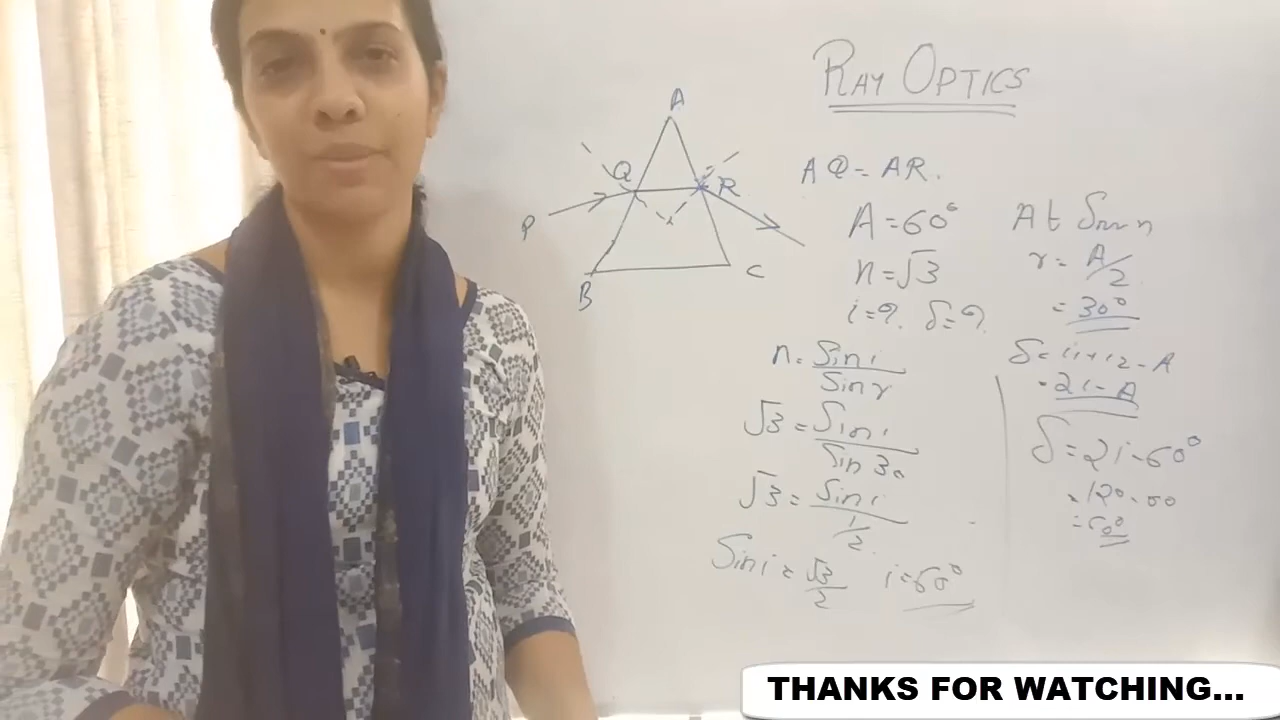 RAY OPTICS
A
Q
R
P
B
C
AQ = AR.
A = 60°
n = √3
i = ?. δ = ?
n = Sin i / Sin r
√3 = Sin i / Sin 30
√3 = Sin i / 1/2
Sin i = √3/2 i = 60°
At δmin
r = A/2
= 30°
δ = i1 + i2 - A
= 2i - A
δ = 2i - 60°
= 120 - 60
= 60°
THANKS FOR WATCHING...